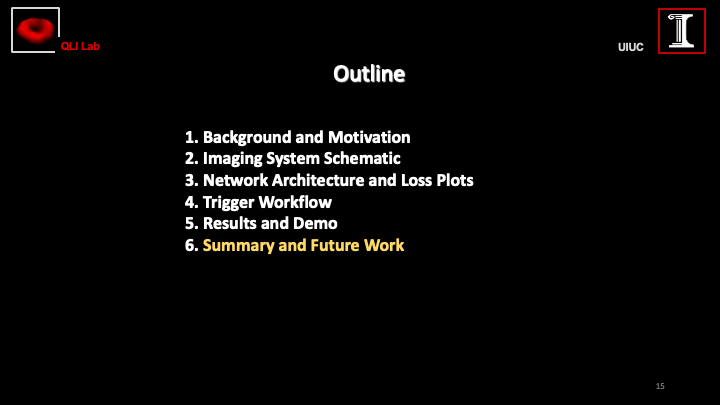 QLI Lab
UIUC
I
Outline
1. Background and Motivation
2. Imaging System Schematic
3. Network Architecture and Loss Plots
4. Trigger Workflow
5. Results and Demo
6. Summary and Future Work
15